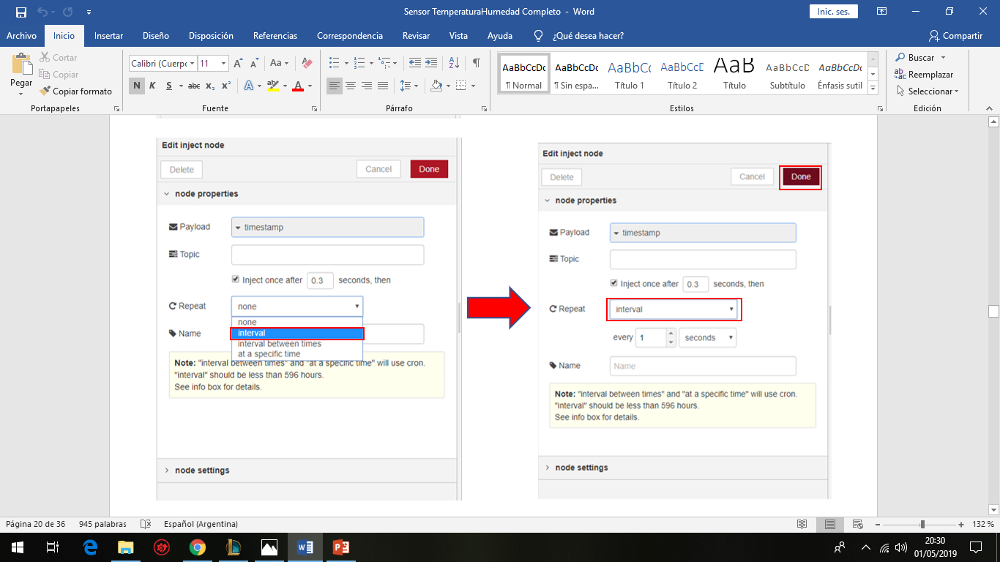 Sensor TemperaturaHumedad Completo - Word
Inic. ses.
Archivo Inicio Insertar Diseño Disposición Referencias Correspondencia Revisar Vista Ayuda ¿Qué desea hacer? Compartir
Pegar
Cortar
Copiar
Copiar formato
Portapapeles
Calibri (Cuerp 11
Aa
N K S abc x₂ x²
Fuente
Párrafo
AaBbCcDc AaBbCcDc AaBbCc AaBbCcD AaB AaBbCcD AaBbCcDc
¶ Normal ¶ Sin espa... Título 1 Título 2 Título Subtítulo Énfasis sutil
Estilos
Buscar
Reemplazar
Seleccionar
Edición
Edit inject node
Delete Cancel Done
node properties
Payload timestamp
Topic
Inject once after 0.3 seconds, then
Repeat none
none
interval
interval between times
at a specific time
Name
Note: "interval between times" and "at a specific time" will use cron.
"interval" should be less than 596 hours.
See info box for details.
node settings
Edit inject node
Delete Cancel Done
node properties
Payload timestamp
Topic
Inject once after 0.3 seconds, then
Repeat interval
every 1 seconds
Name Name
Note: "interval between times" and "at a specific time" will use cron.
"interval" should be less than 596 hours.
See info box for details.
node settings
Página 20 de 36 945 palabras Español (Argentina) 132 %
20:30
01/05/2019